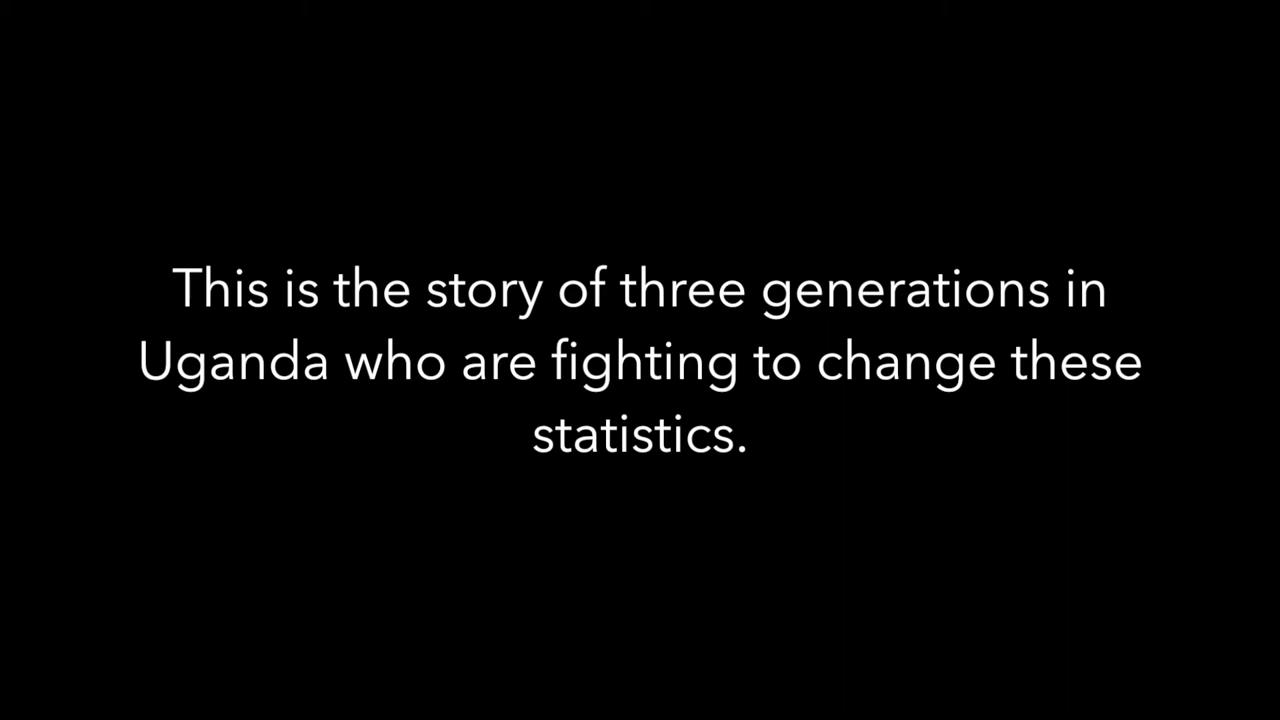 This is the story of three generations in
Uganda who are fighting to change these
statistics.